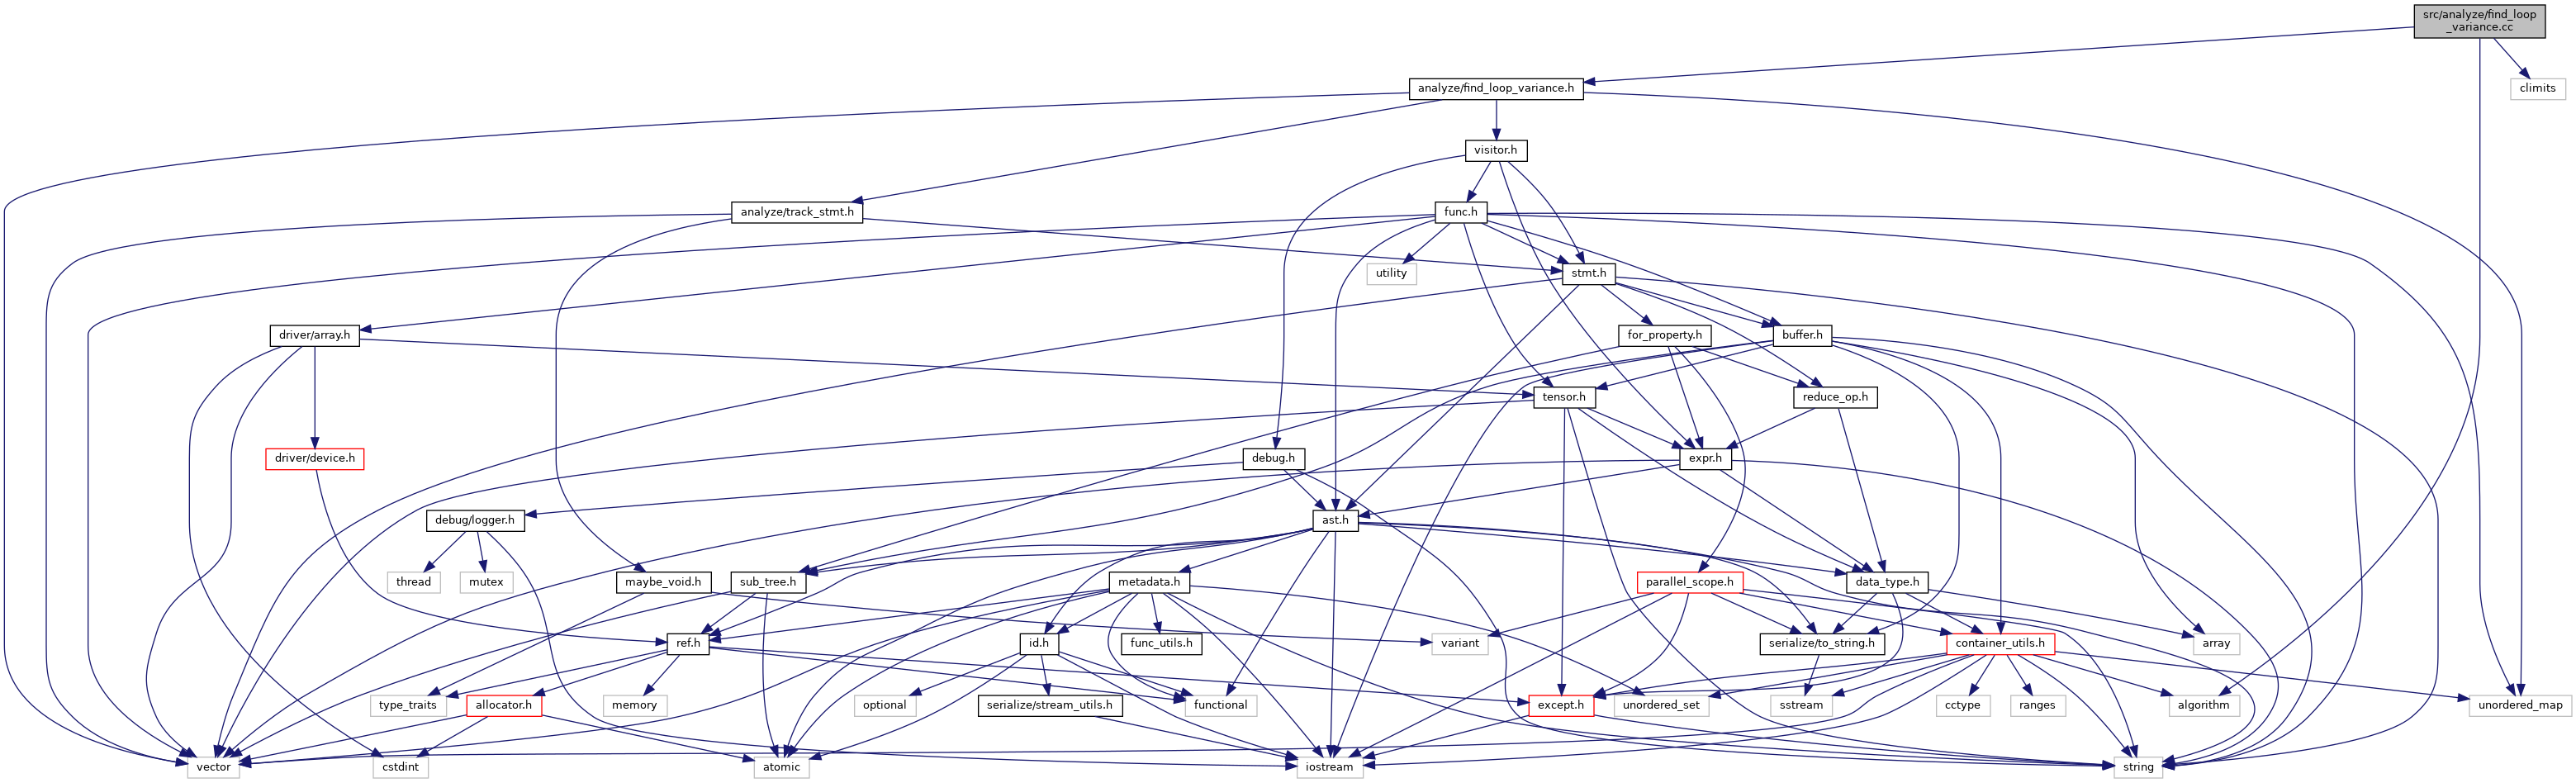 src/analyze/find_loop
_variance.cc
analyze/find_loop_variance.h
climits
visitor.h
analyze/track_stmt.h
func.h
utility
stmt.h
driver/array.h
for_property.h
buffer.h
tensor.h
reduce_op.h
driver/device.h
debug.h
expr.h
debug/logger.h
ast.h
thread
mutex
maybe_void.h
sub_tree.h
metadata.h
parallel_scope.h
data_type.h
ref.h
id.h
func_utils.h
variant
serialize/to_string.h
container_utils.h
array
type_traits
allocator.h
memory
optional
serialize/stream_utils.h
functional
except.h
unordered_set
sstream
cctype
ranges
algorithm
unordered_map
vector
cstdint
atomic
iostream
string